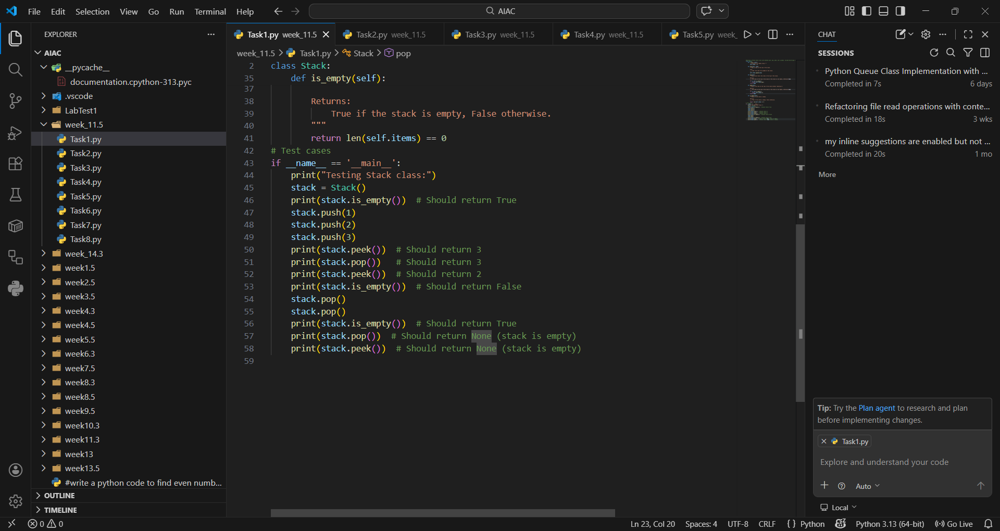 File Edit Selection View Go Run Terminal Help
AIAC
EXPLORER
AIAC
__pycache__
documentation.cpython-313.pyc
.vscode
LabTest1
week_11.5
Task1.py
Task2.py
Task3.py
Task4.py
Task5.py
Task6.py
Task7.py
Task8.py
week_14.3
week1.5
week2.5
week3.5
week4.3
week4.5
week5.5
week6.3
week7.5
week8.3
week8.5
week9.5
week10.3
week11.3
week13
week13.5
#write a python code to find even numb...
OUTLINE
TIMELINE
Task1.py week_11.5 Task2.py week_11.5 Task3.py week_11.5 Task4.py week_11.5 Task5.py week_
week_11.5 > Task1.py > Stack > pop
2 class Stack:
35 def is_empty(self):
37
38 Returns:
39 True if the stack is empty, False otherwise.
40 """
41 return len(self.items) == 0
42 # Test cases
43 if __name__ == '__main__':
44 print("Testing Stack class:")
45 stack = Stack()
46 print(stack.is_empty()) # Should return True
47 stack.push(1)
48 stack.push(2)
49 stack.push(3)
50 print(stack.peek()) # Should return 3
51 print(stack.pop()) # Should return 3
52 print(stack.peek()) # Should return 2
53 print(stack.is_empty()) # Should return False
54 stack.pop()
55 stack.pop()
56 print(stack.is_empty()) # Should return True
57 print(stack.pop()) # Should return None (stack is empty)
58 print(stack.peek()) # Should return None (stack is empty)
59
CHAT
SESSIONS
Python Queue Class Implementation with ...
Completed in 7s 6 days
Refactoring file read operations with conte...
Completed in 18s 3 wks
my inline suggestions are enabled but not ...
Completed in 20s 1 mo
More
Tip: Try the Plan agent to research and plan
before implementing changes.
Task1.py
Explore and understand your code
Auto
Local
0 0
Ln 23, Col 20 Spaces: 4 UTF-8 CRLF {} Python Python 3.13 (64-bit) Go Live